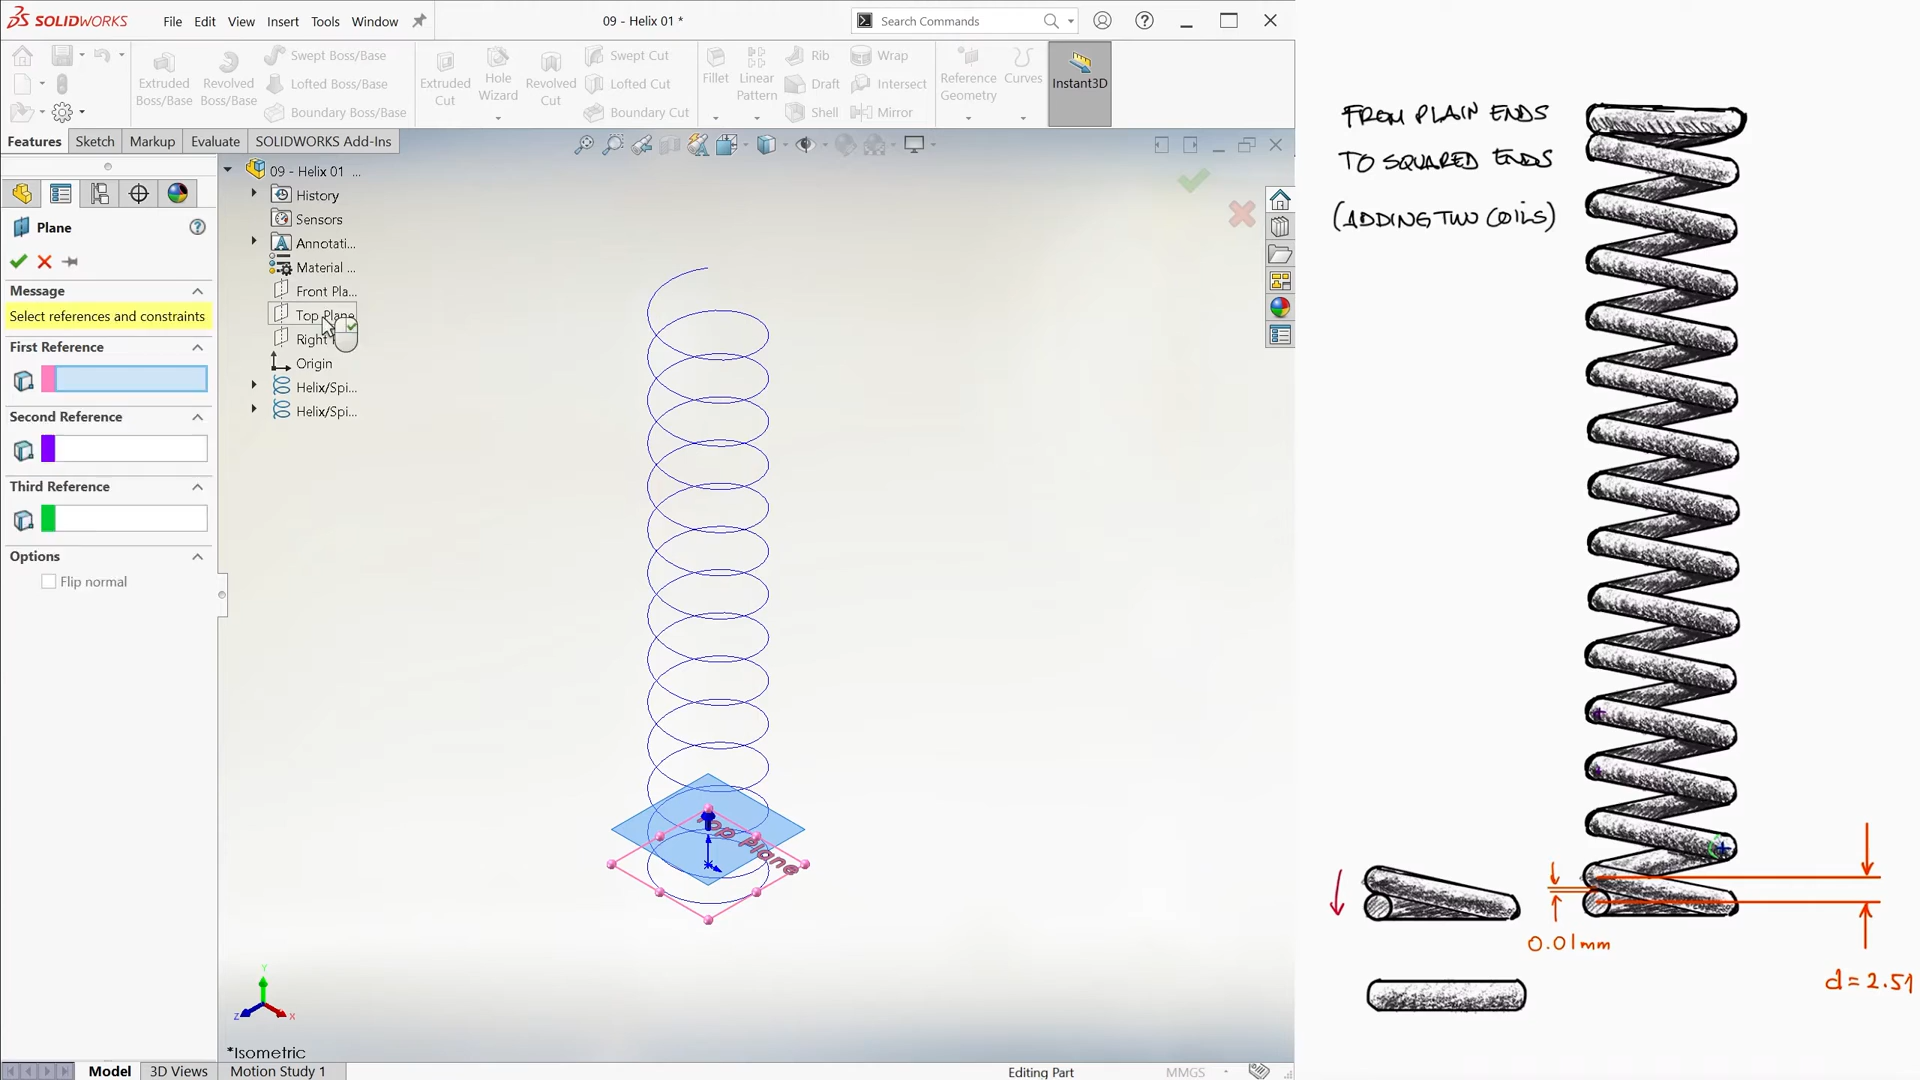 SOLIDWORKS
File Edit View Insert Tools Window
09 - Helix 01 *
Search Commands
Extruded Boss/Base
Revolved Boss/Base
Swept Boss/Base
Lofted Boss/Base
Boundary Boss/Base
Extruded Cut
Hole Wizard
Revolved Cut
Swept Cut
Lofted Cut
Boundary Cut
Fillet
Linear Pattern
Rib
Draft
Shell
Wrap
Intersect
Mirror
Reference Geometry
Curves
Instant3D
Features Sketch Markup Evaluate SOLIDWORKS Add-Ins
Plane
Message
Select references and constraints
First Reference
Second Reference
Third Reference
Options
Flip normal
09 - Helix 01 ...
History
Sensors
Annotati...
Material ...
Front Pla...
Top Plane
Right
Origin
Helix/Spi...
Helix/Spi...
Top Plane
Y
Z
X
*Isometric
Model 3D Views Motion Study 1
Editing Part
MMGS
FROM PLAIN ENDS
TO SQUARED ENDS
(ADDING TWO COILS)
0.01mm
d=2.51